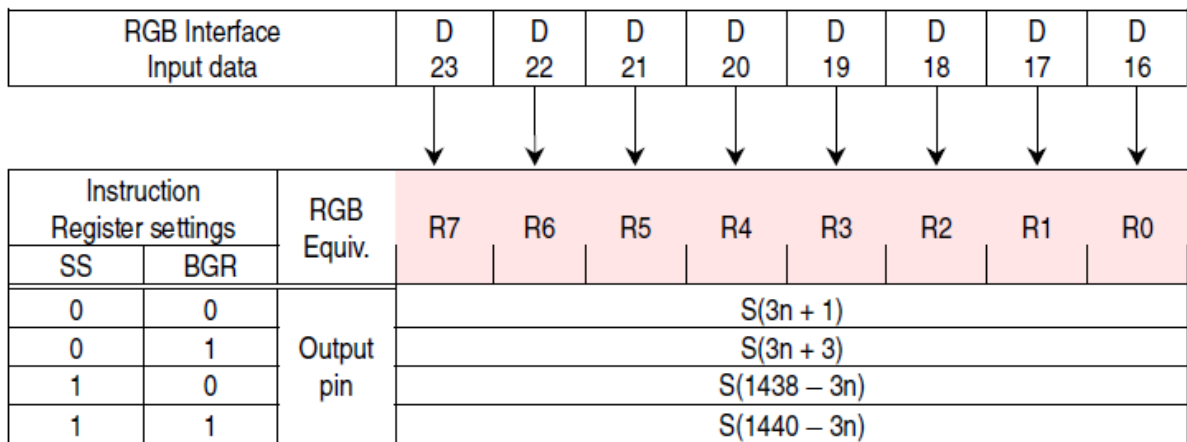 RGB Interface Input data D 23 D 22 D 21 D 20 D 19 D 18 D 17 D 16
Instruction Register settings RGB Equiv. R7 R6 R5 R4 R3 R2 R1 R0
SS BGR
0 0 Output pin S(3n + 1)
0 1 S(3n + 3)
1 0 S(1438 − 3n)
1 1 S(1440 − 3n)